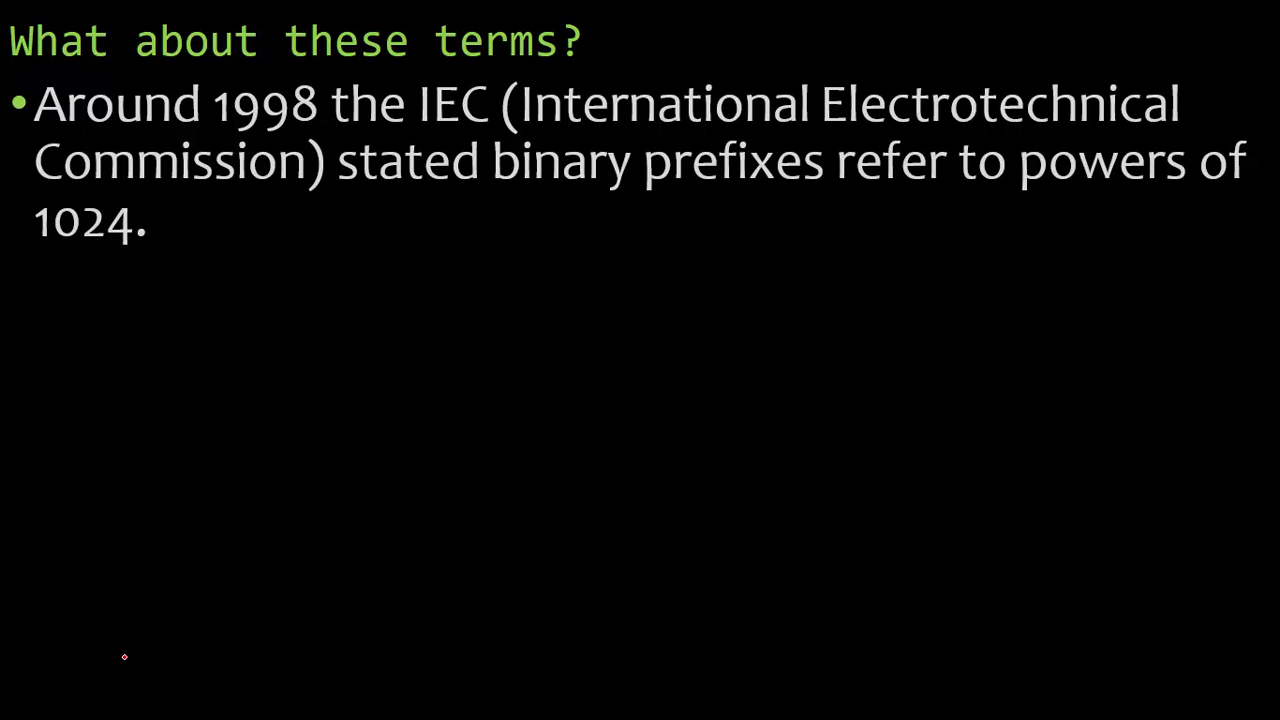 What about these terms?
•Around 1998 the IEC (International Electrotechnical
Commission) stated binary prefixes refer to powers of
1024.